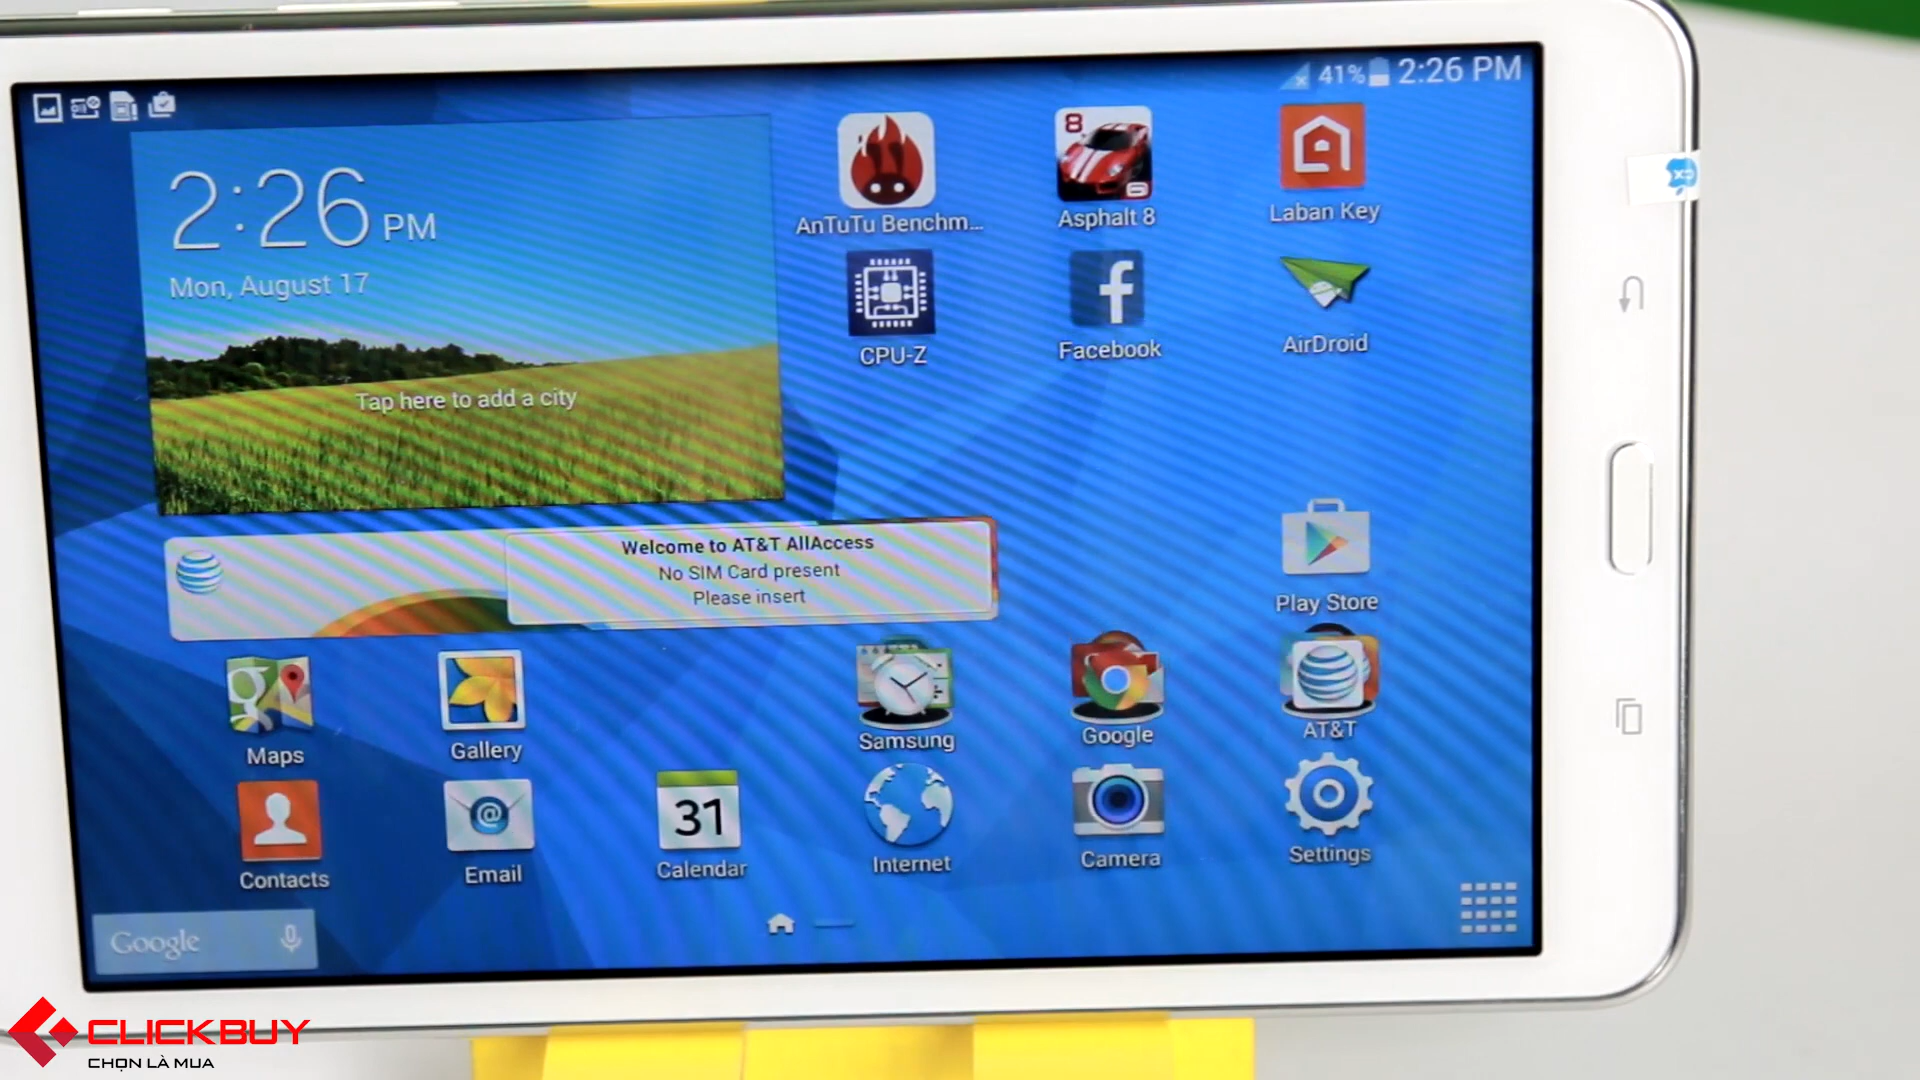 41% 2:26 PM
2:26 PM
Mon, August 17
Tap here to add a city
AnTuTu Benchm...
8
Asphalt 8
Laban Key
CPU-Z
Facebook
AirDroid
Welcome to AT&T AllAccess
No SIM Card present
Please insert
Play Store
Maps
Gallery
Samsung
Google
AT&T
31
Contacts
Email
Calendar
Internet
Camera
Settings
Google
CLICKBUY
CHỌN LÀ MUA